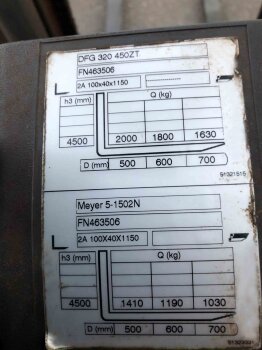 DFG 320 450ZT
FN463506
2A 100x40x1150 -------------
h3 (mm) Q (kg)
4500 2000 1800 1630
D (mm) 500 600 700
51321515
Meyer 5-1502N
FN463506
2A 100X40X1150
h3 (mm) Q (kg)
4500 1410 1190 1030
D (mm) 500 600 700